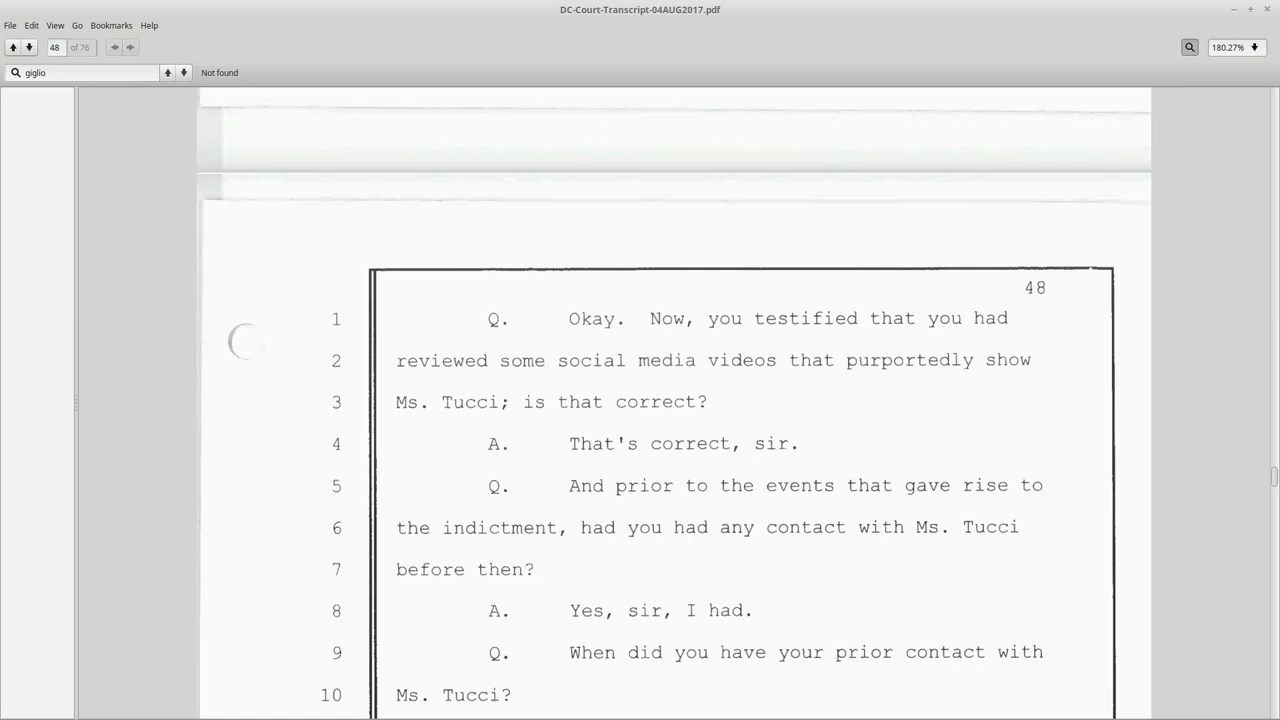 DC-Court-Transcript-04AUG2017.pdf
File Edit View Go Bookmarks Help
48 of 76 180.27%
giglio Not found
48
1 Q. Okay. Now, you testified that you had
2 reviewed some social media videos that purportedly show
3 Ms. Tucci; is that correct?
4 A. That's correct, sir.
5 Q. And prior to the events that gave rise to
6 the indictment, had you had any contact with Ms. Tucci
7 before then?
8 A. Yes, sir, I had.
9 Q. When did you have your prior contact with
10 Ms. Tucci?